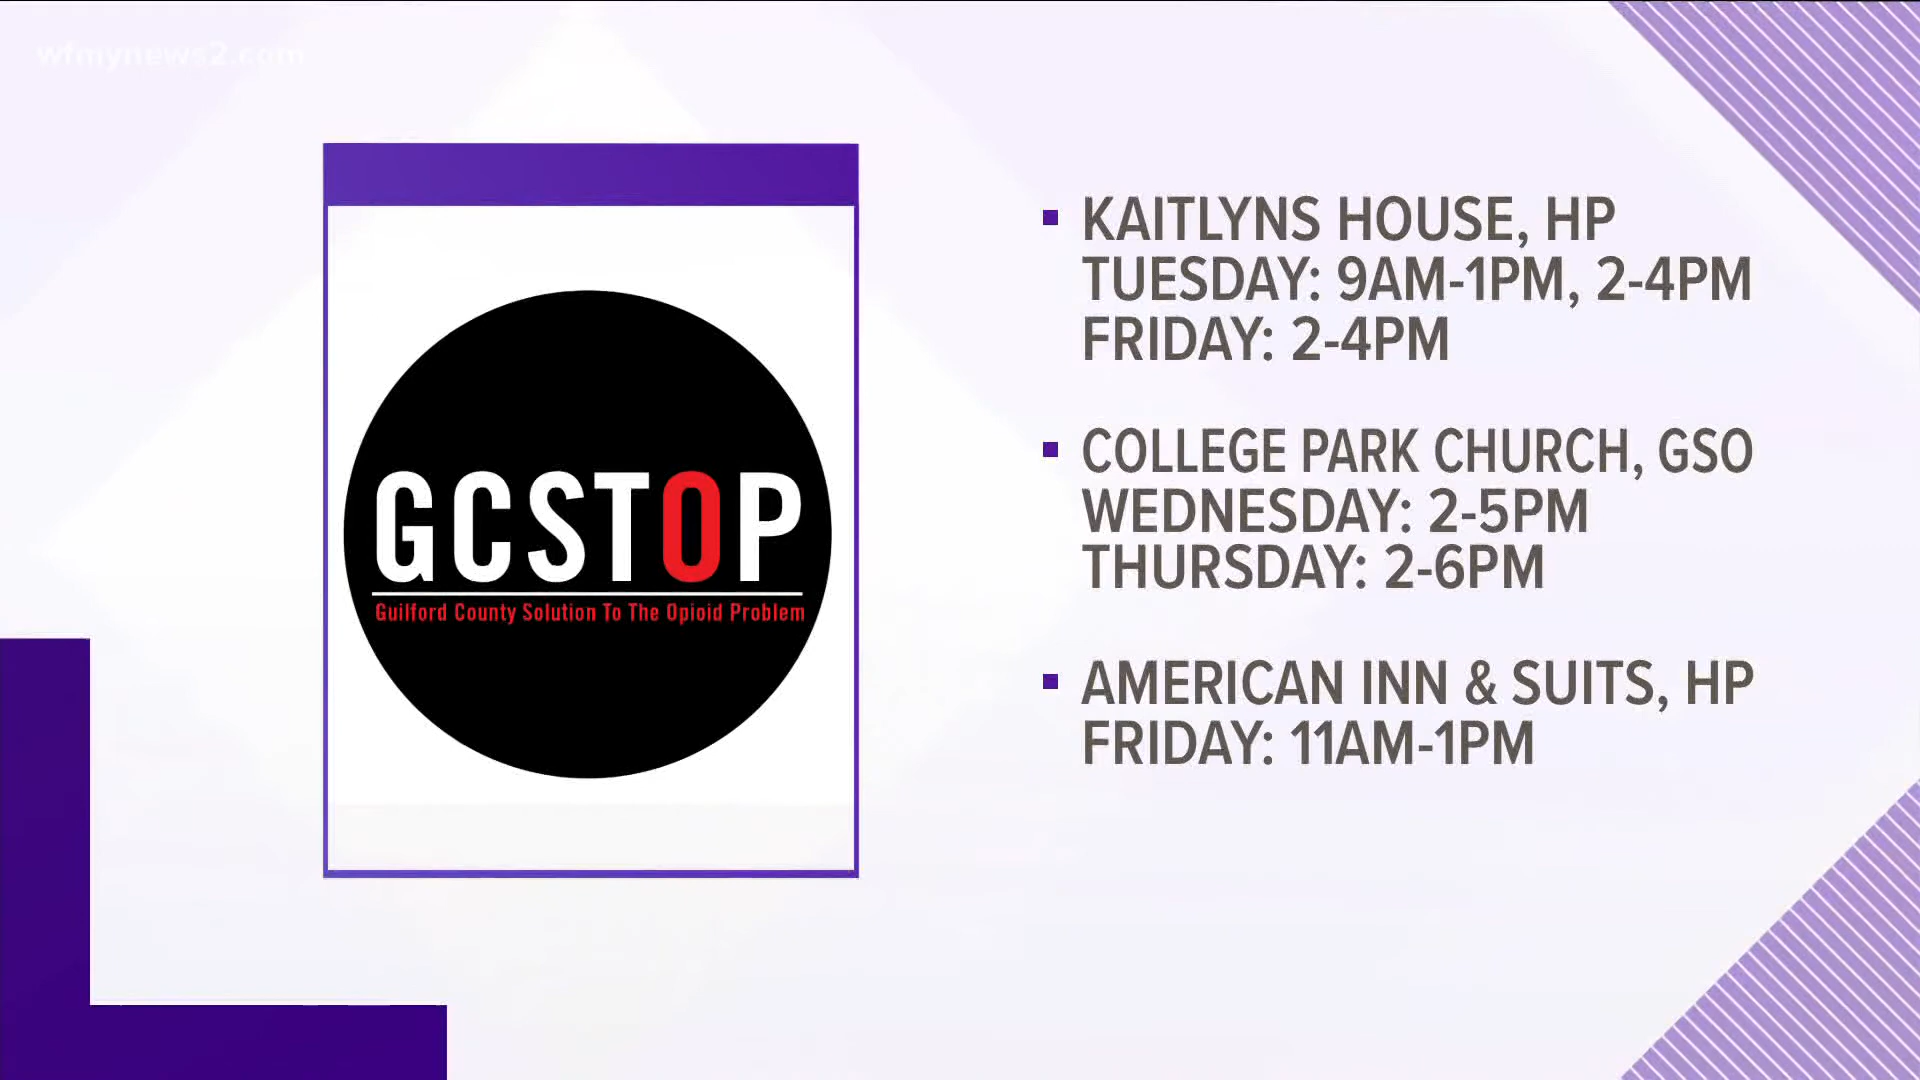 wfmynews2.com
GCSTOP
Guilford County Solution To The Opioid Problem
KAITLYNS HOUSE, HP
TUESDAY: 9AM-1PM, 2-4PM
FRIDAY: 2-4PM
COLLEGE PARK CHURCH, GSO
WEDNESDAY: 2-5PM
THURSDAY: 2-6PM
AMERICAN INN & SUITS, HP
FRIDAY: 11AM-1PM